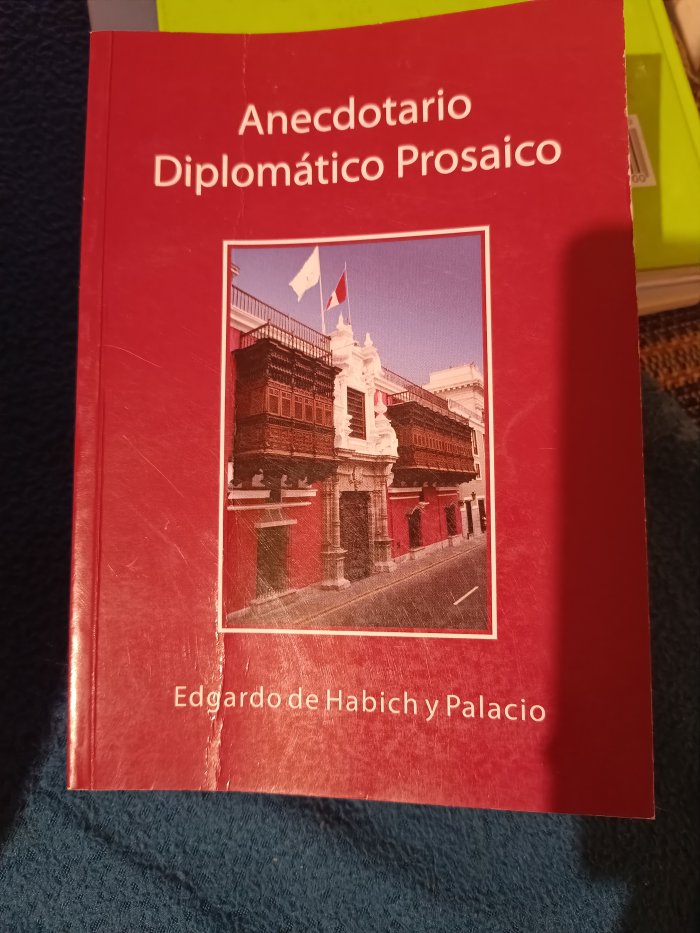 Anecdotario
Diplomático Prosaico
Edgardo de Habich y Palacio